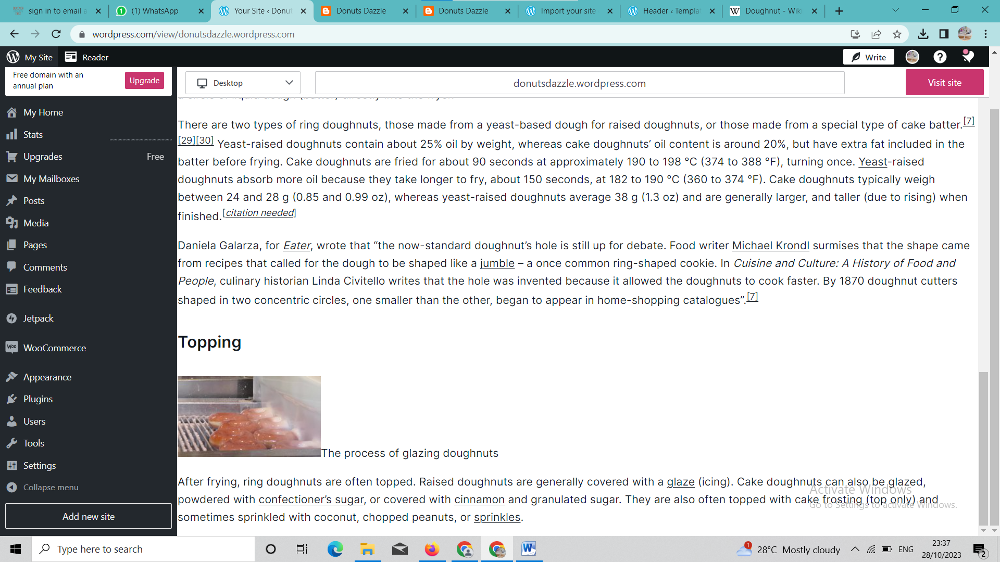 sign in to email a
(1) WhatsApp
Your Site ‹ Donut
Donuts Dazzle
Donuts Dazzle
Import your site
Header ‹ Templat
Doughnut - Wiki
wordpress.com/view/donutsdazzle.wordpress.com
My Site
Reader
Write
Free domain with an
annual plan
Upgrade
Desktop
donutsdazzle.wordpress.com
Visit site
My Home
Stats
Upgrades
Free
My Mailboxes
Posts
Media
Pages
Comments
Feedback
Jetpack
WooCommerce
Appearance
Plugins
Users
Tools
Settings
Collapse menu
Add new site
a circle of liquid dough (batter) directly into the fryer.
There are two types of ring doughnuts, those made from a yeast-based dough for raised doughnuts, or those made from a special type of cake batter.[7]
[29][30] Yeast-raised doughnuts contain about 25% oil by weight, whereas cake doughnuts’ oil content is around 20%, but have extra fat included in the
batter before frying. Cake doughnuts are fried for about 90 seconds at approximately 190 to 198 °C (374 to 388 °F), turning once. Yeast-raised
doughnuts absorb more oil because they take longer to fry, about 150 seconds, at 182 to 190 °C (360 to 374 °F). Cake doughnuts typically weigh
between 24 and 28 g (0.85 and 0.99 oz), whereas yeast-raised doughnuts average 38 g (1.3 oz) and are generally larger, and taller (due to rising) when
finished.[citation needed]
Daniela Galarza, for Eater, wrote that “the now-standard doughnut’s hole is still up for debate. Food writer Michael Krondl surmises that the shape came
from recipes that called for the dough to be shaped like a jumble – a once common ring-shaped cookie. In Cuisine and Culture: A History of Food and
People, culinary historian Linda Civitello writes that the hole was invented because it allowed the doughnuts to cook faster. By 1870 doughnut cutters
shaped in two concentric circles, one smaller than the other, began to appear in home-shopping catalogues”.[7]
Topping
The process of glazing doughnuts
After frying, ring doughnuts are often topped. Raised doughnuts are generally covered with a glaze (icing). Cake doughnuts can also be glazed,
powdered with confectioner’s sugar, or covered with cinnamon and granulated sugar. They are also often topped with cake frosting (top only) and
sometimes sprinkled with coconut, chopped peanuts, or sprinkles.
Activate Windows
Go to Settings to activate Windows.
Type here to search
1
28°C Mostly cloudy
ENG
23:37
28/10/2023
2